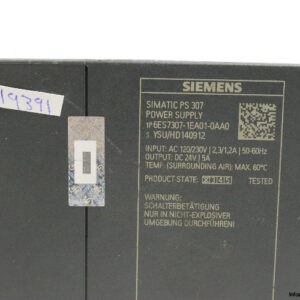 19391
SIEMENS
SIMATIC PS 307
POWER SUPPLY
1P 6ES7307-1EA01-0AA0
S YSU/HD140912
INPUT: AC 120/230V | 2,3/1,2A | 50-60Hz
OUTPUT: DC 24V | 5A
TEMP. (SURROUNDING AIR): MAX. 60°C
PRODUCT STATE: TESTED
WARNUNG:
SCHALTERBETÄTIGUNG
NUR IN NICHT-EXPLOSIVER
UMGEBUNG DURCHFÜHREN!